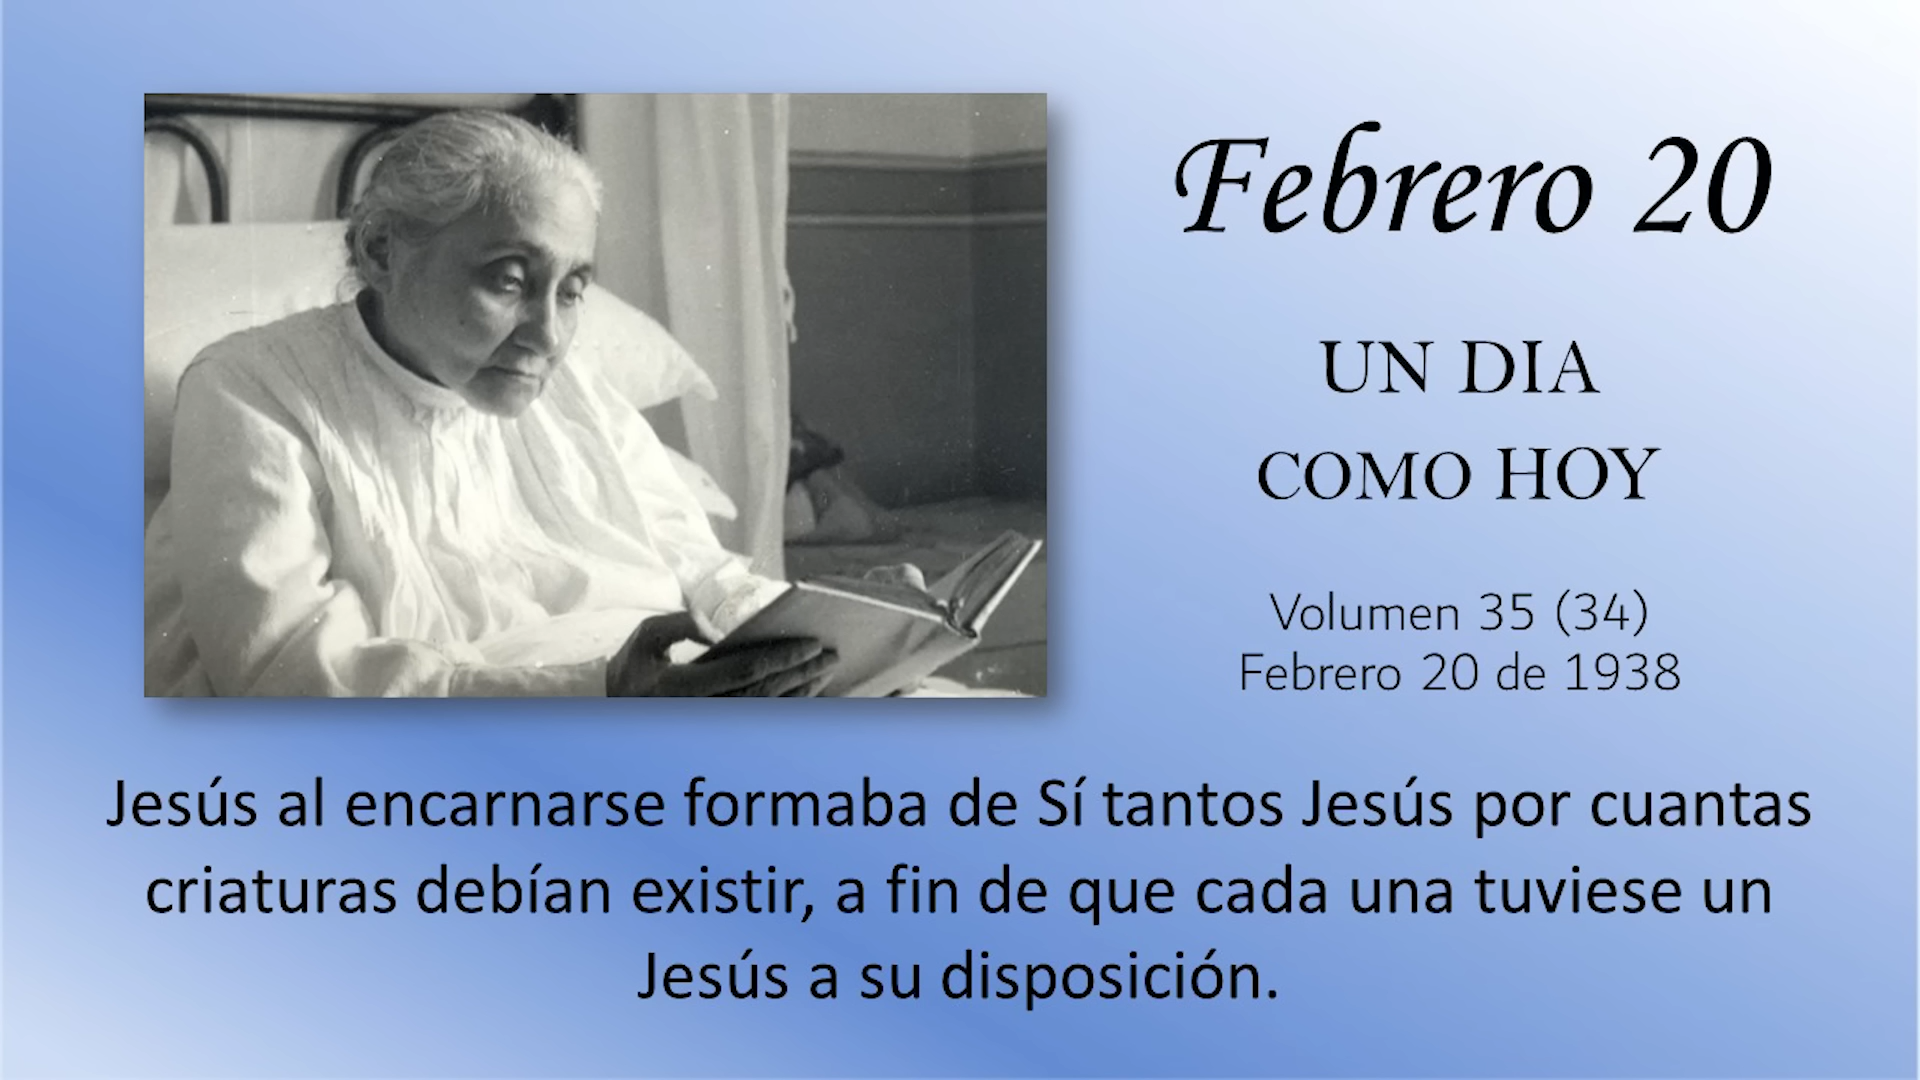 Febrero 20
UN DIA
COMO HOY
Volumen 35 (34)
Febrero 20 de 1938
Jesús al encarnarse formaba de Sí tantos Jesús por cuantas
criaturas debían existir, a fin de que cada una tuviese un
Jesús a su disposición.